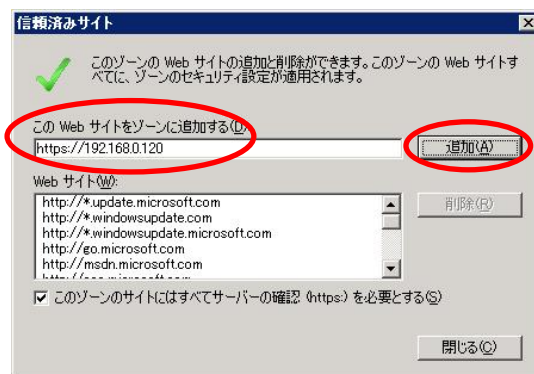 信頼済みサイト
このゾーンの Web サイトの追加と削除ができます。このゾーンの Web サイトす
べてに、ゾーンのセキュリティ設定が適用されます。
この Web サイトをゾーンに追加する(D)
https://192.168.0.120
追加(A)
Web サイト(W):
http://*.update.microsoft.com
http://*.windowsupdate.com
http://*.windowsupdate.microsoft.com
http://go.microsoft.com
http://msdn.microsoft.com
削除(R)
このゾーンのサイトにはすべてサーバーの確認 (https:) を必要とする(S)
閉じる(C)